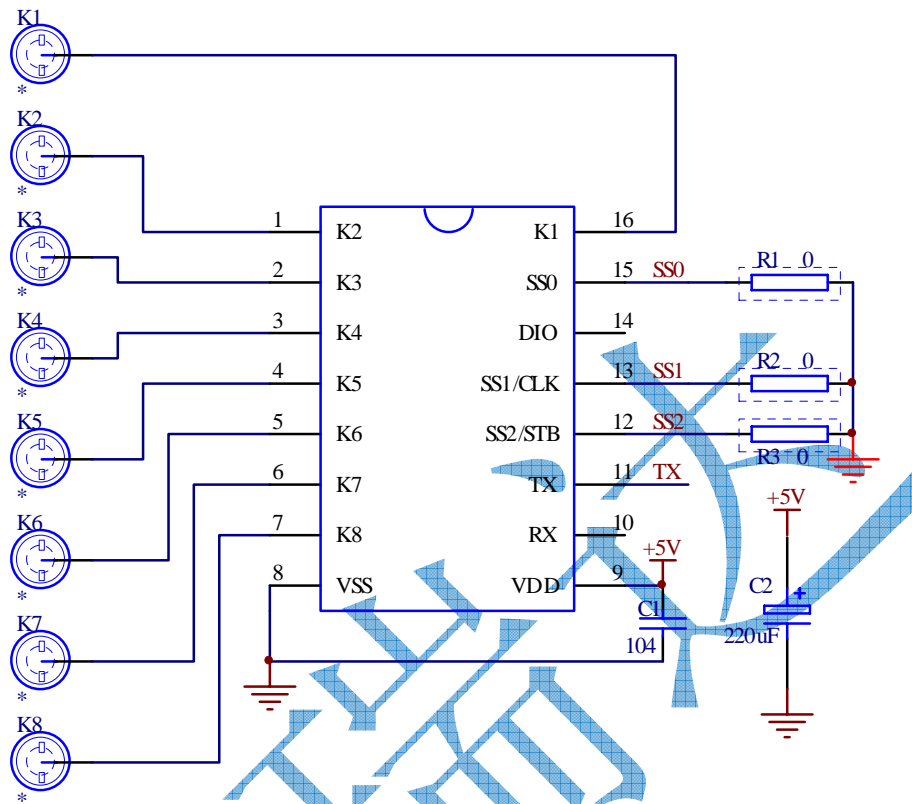 K1
*
K2
*
K3
*
K4
*
K5
*
K6
*
K7
*
K8
*
1 K2
2 K3
3 K4
4 K5
5 K6
6 K7
7 K8
8 VSS
K1 16
SS0 15 SS0
DIO 14
SS1/CLK 13 SS1
SS2/STB 12 SS2
TX 11 TX
RX 10
VDD 9
R1 0
R2 0
R3 0
+5V
C1
104
+5V
C2
+
220uF